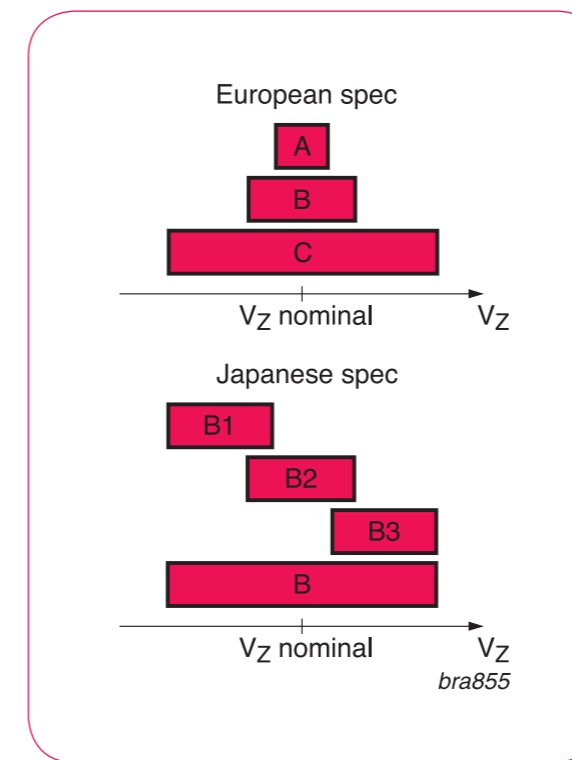 European spec
A
B
C
VZ nominal VZ
Japanese spec
B1
B2
B3
B
VZ nominal VZ
bra855